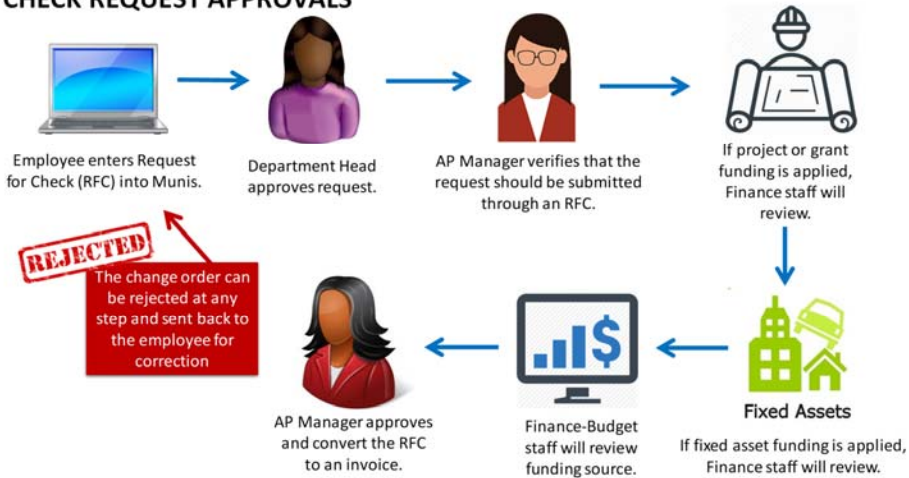 CHECK REQUEST APPROVALS
Employee enters Request
for Check (RFC) into Munis.
Department Head
approves request.
AP Manager verifies that the
request should be submitted
through an RFC.
If project or grant
funding is applied,
Finance staff will
review.
REJECTED
The change order can
be rejected at any
step and sent back to
the employee for
correction
AP Manager approves
and convert the RFC
to an invoice.
$
Finance-Budget
staff will review
funding source.
Fixed Assets
If fixed asset funding is applied,
Finance staff will review.